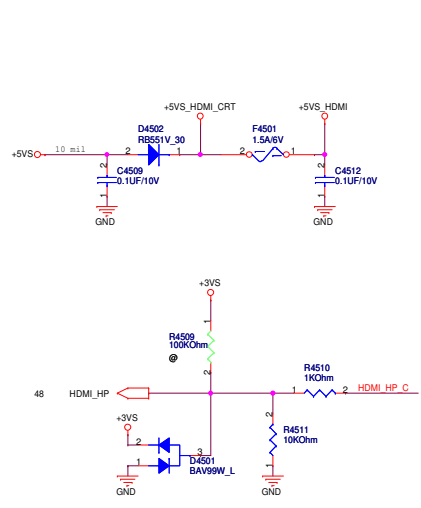 +5VS_HDMI_CRT
+5VS_HDMI
D4502
RB551V_30
F4501
1.5A/6V
+5VS
10 mil
2
1
2
1
2
C4509
0.1UF/10V
1
GND
2
C4512
0.1UF/10V
1
GND
+3VS
1
R4509
100KOhm
@
2
R4510
1KOhm
48
HDMI_HP
1
2
HDMI_HP_C
+3VS
2
1
3
D4501
BAV99W_L
GND
2
R4511
10KOhm
1
GND